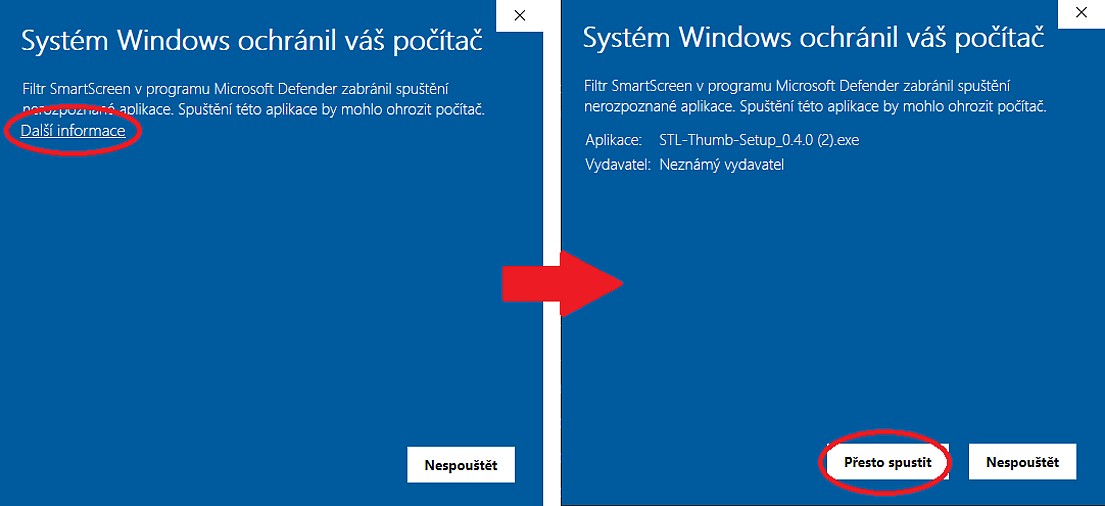 Systém Windows ochránil váš počítač
Filtr SmartScreen v programu Microsoft Defender zabránil spuštění
nerozpoznané aplikace. Spuštění této aplikace by mohlo ohrozit počítač.
Další informace
Nespouštět
Systém Windows ochránil váš počítač
Filtr SmartScreen v programu Microsoft Defender zabránil spuštění
nerozpoznané aplikace. Spuštění této aplikace by mohlo ohrozit počítač.
Aplikace: STL-Thumb-Setup_0.4.0 (2).exe
Vydavatel: Neznámý vydavatel
Přesto spustit Nespouštět